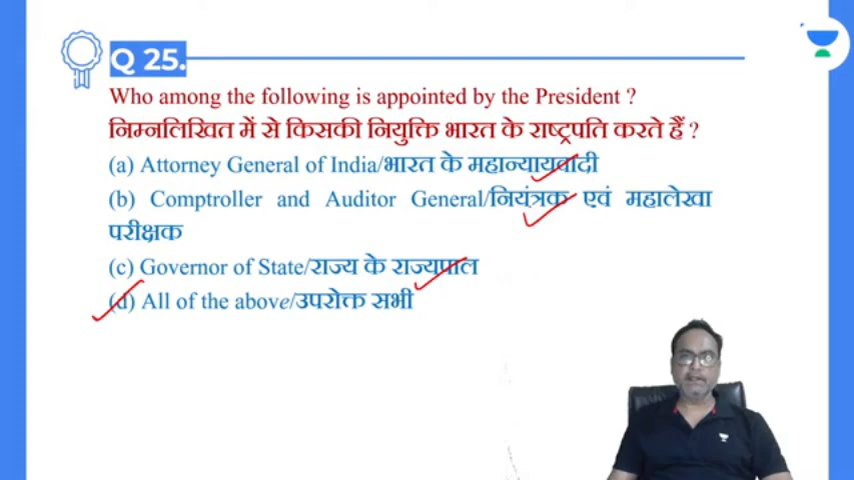 Q 25.
Who among the following is appointed by the President ?
निम्नलिखित में से किसकी नियुक्ति भारत के राष्ट्रपति करते हैं ?
(a) Attorney General of India/भारत के महान्यायवादी
(b) Comptroller and Auditor General/नियंत्रक एवं महालेखा
परीक्षक
(c) Governor of State/राज्य के राज्यपाल
(d) All of the above/उपरोक्त सभी